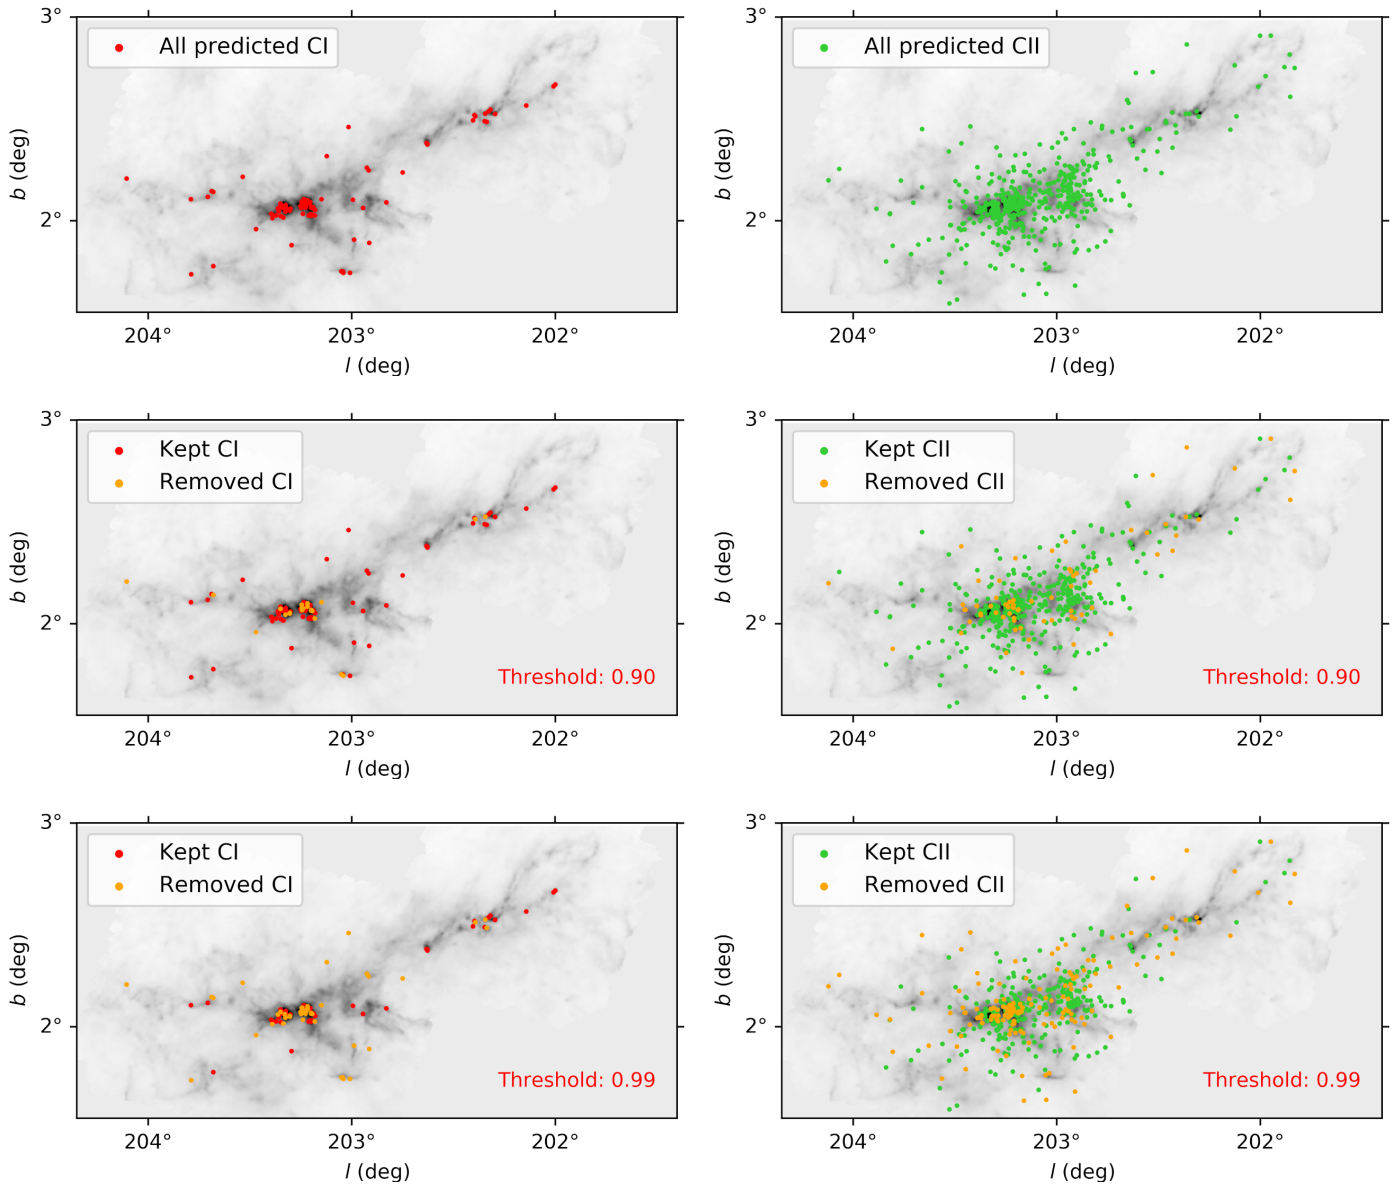 All predicted CI
3°
2°
b (deg)
204°
203°
202°
l (deg)
All predicted CII
3°
2°
b (deg)
204°
203°
202°
l (deg)
Kept CI
Removed CI
Threshold: 0.90
3°
2°
b (deg)
204°
203°
202°
l (deg)
Kept CII
Removed CII
Threshold: 0.90
3°
2°
b (deg)
204°
203°
202°
l (deg)
Kept CI
Removed CI
Threshold: 0.99
3°
2°
b (deg)
204°
203°
202°
l (deg)
Kept CII
Removed CII
Threshold: 0.99
3°
2°
b (deg)
204°
203°
202°
l (deg)